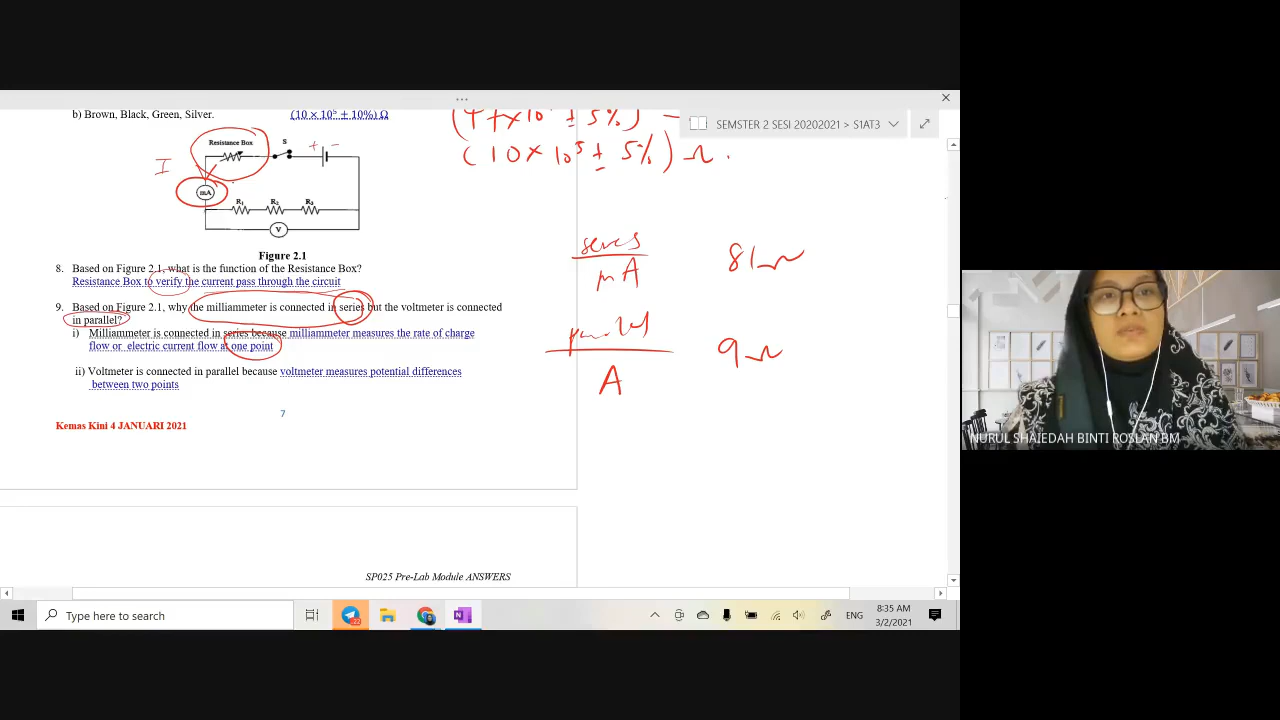 b) Brown, Black, Green, Silver. (10 x 10⁵ ± 10%) Ω
± 5%)
SEMSTER 2 SESI 20202021 > S1AT3
(10 x 10⁵ ± 5%) Ω.
Resistance Box
S
+ -
I
mA
R₁ R₂ R₃
V
Figure 2.1
8. Based on Figure 2.1, what is the function of the Resistance Box?
Resistance Box to verify the current pass through the circuit
9. Based on Figure 2.1, why the milliammeter is connected in series but the voltmeter is connected
in parallel?
i) Milliammeter is connected in series because milliammeter measures the rate of charge
flow or electric current flow at one point
ii) Voltmeter is connected in parallel because voltmeter measures potential differences
between two points
7
Kemas Kini 4 JANUARI 2021
series
mA
81Ω
parallel
A
9Ω
SP025 Pre-Lab Module ANSWERS
NURUL SHAIEDAH BINTI ROSLAN BM
Type here to search
22
ENG
8:35 AM
3/2/2021